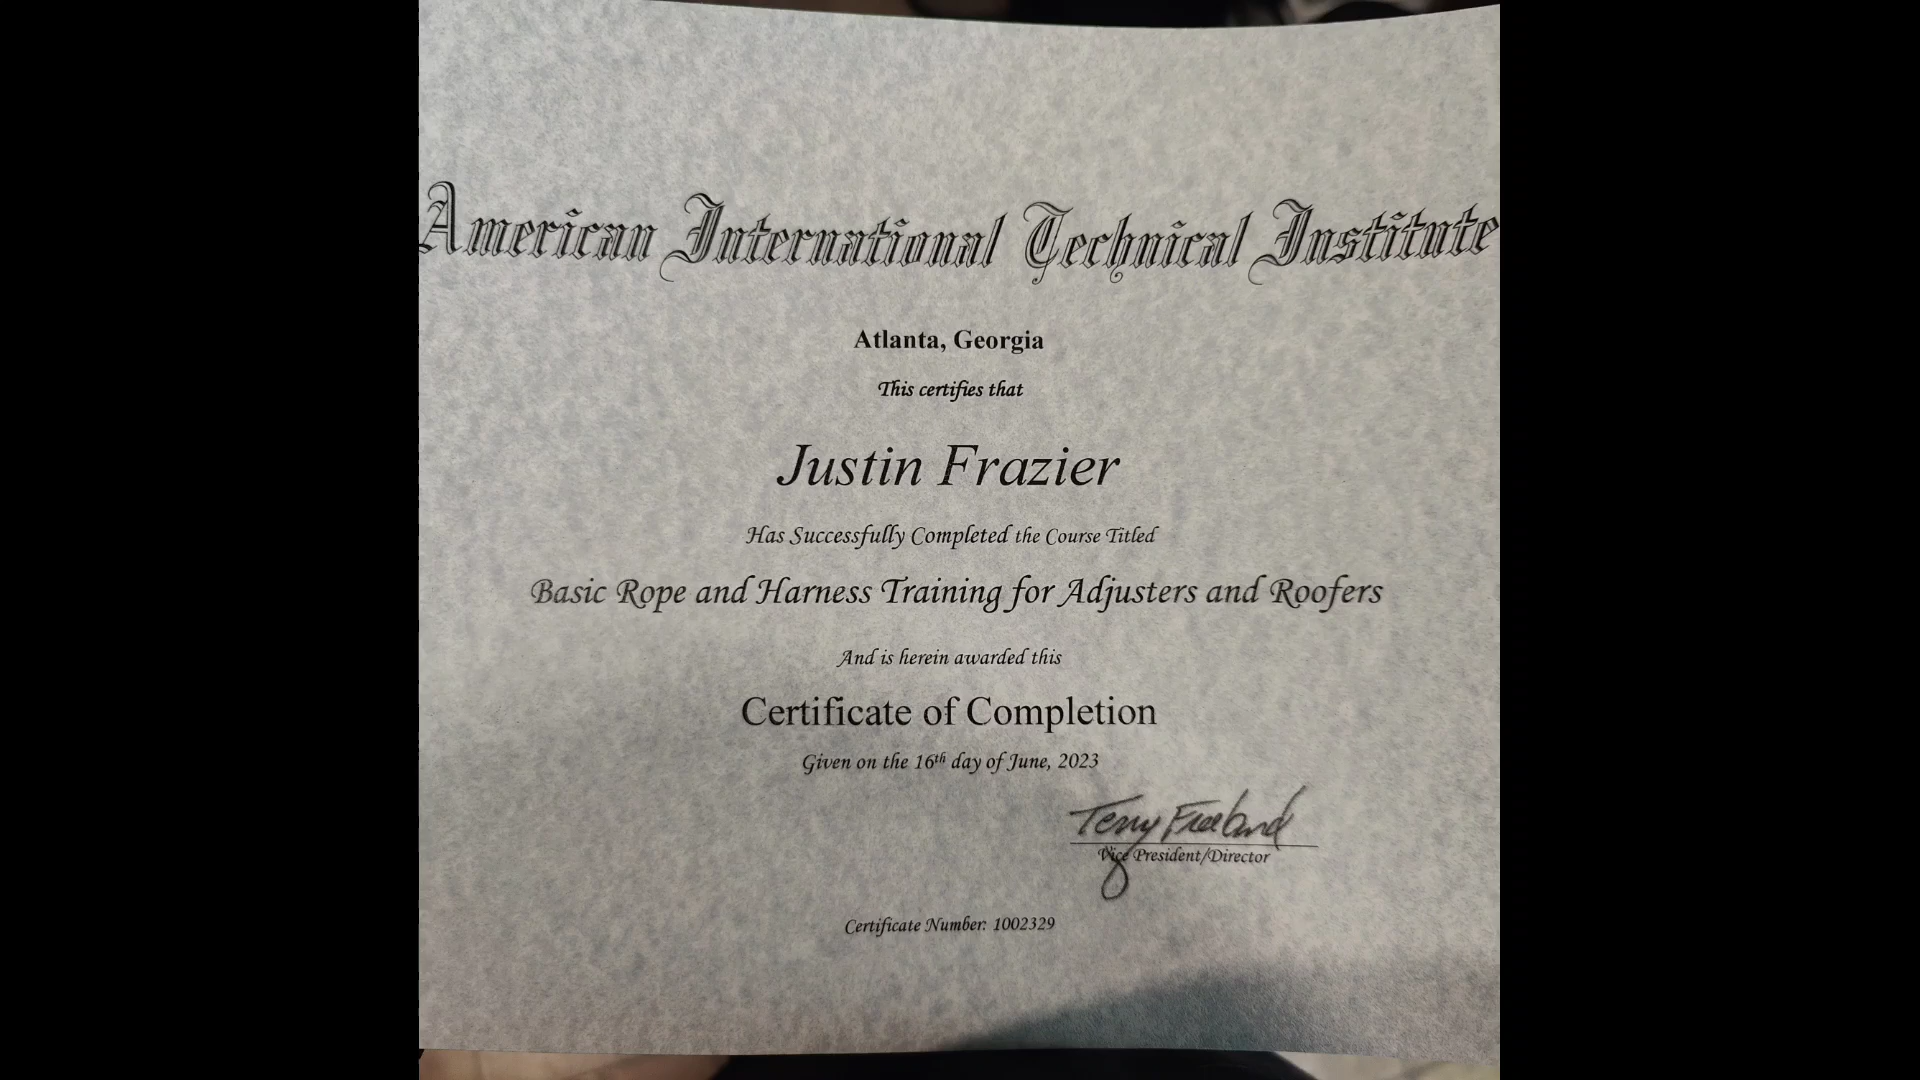 American International Technical Institute
Atlanta, Georgia
This certifies that
Justin Frazier
Has Successfully Completed the Course Titled
Basic Rope and Harness Training for Adjusters and Roofers
And is herein awarded this
Certificate of Completion
Given on the 16th day of June, 2023
Terry Freeland
Vice President/Director
Certificate Number: 1002329